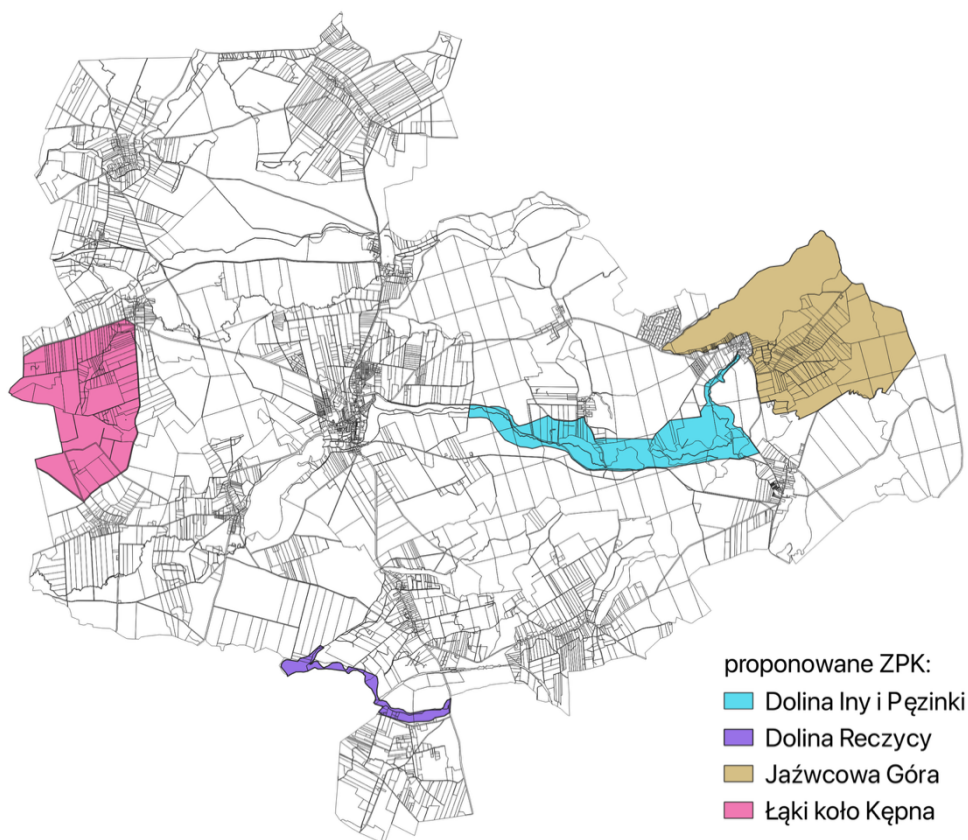 proponowane ZPK:
Dolina Iny i Pęzinki
Dolina Reczycy
Jaźwcowa Góra
Łąki koło Kępna